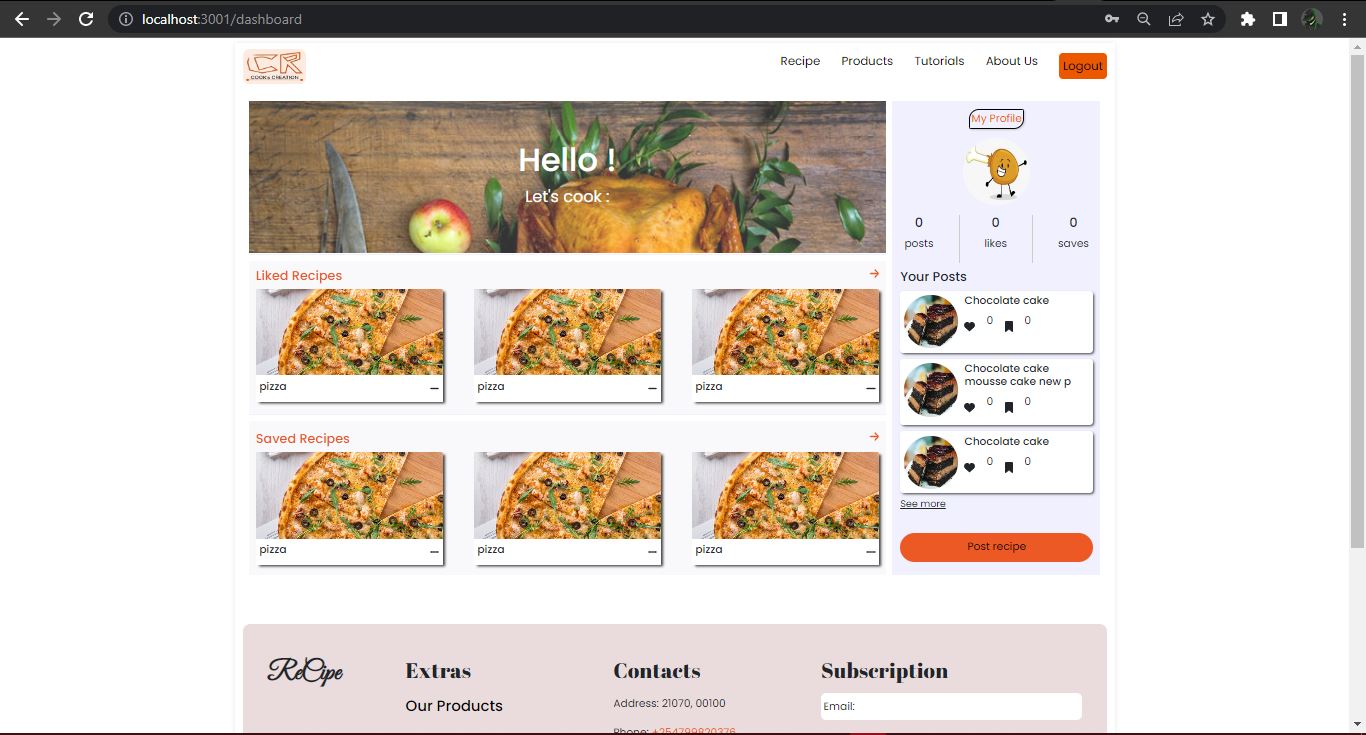 localhost:3001/dashboard
CR
COOKs CREATION
Recipe Products Tutorials About Us Logout
Hello !
Let's cook :
My Profile
0 0 0
posts likes saves
Liked Recipes
pizza pizza pizza
Saved Recipes
pizza pizza pizza
Your Posts
Chocolate cake
0 0
Chocolate cake
mousse cake new p
0 0
Chocolate cake
0 0
See more
Post recipe
ReCipe
Extras
Our Products
Contacts
Address: 21070, 00100
Phone: +254799820376
Subscription
Email: